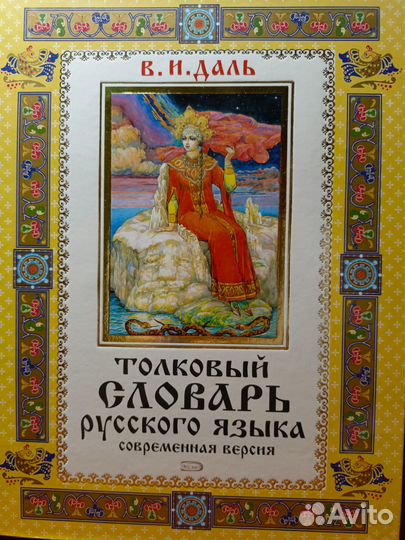 В. И. ДАЛЬ
ТОЛКОВЫЙ
СЛОВАРЬ
РУССКОГО ЯЗЫКА
СОВРЕМЕННАЯ ВЕРСИЯ
Avito